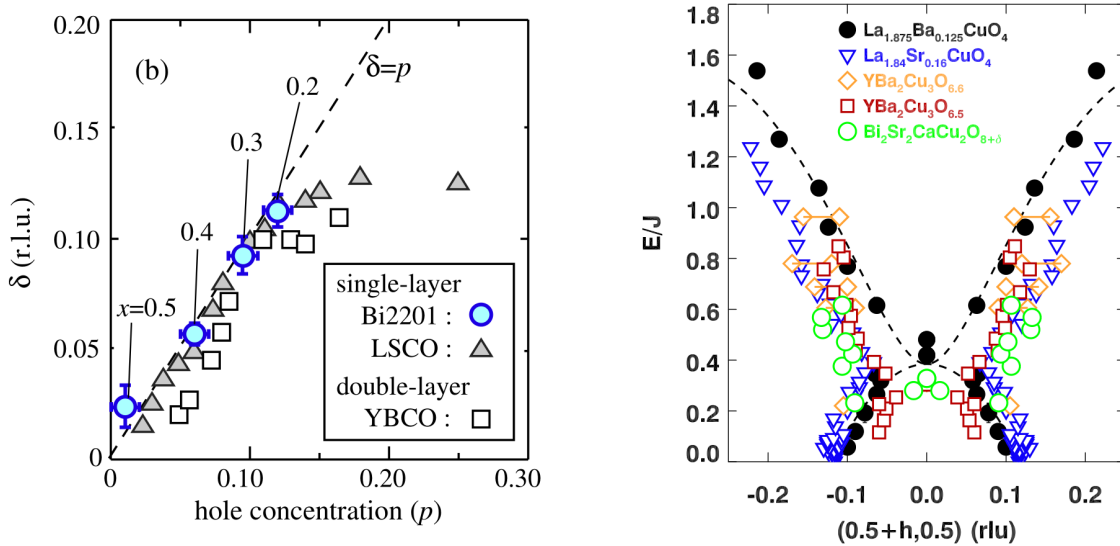 (b)
δ=p
0.2
0.3
0.4
x=0.5
0.20
0.15
0.10
0.05
0
δ (r.l.u.)
single-layer
Bi2201 :
LSCO :
double-layer
YBCO :
0
0.10
0.20
0.30
hole concentration (p)
La1.875Ba0.125CuO4
La1.84Sr0.16CuO4
YBa2Cu3O6.6
YBa2Cu3O6.5
Bi2Sr2CaCu2O8+δ
1.8
1.6
1.4
1.2
1.0
0.8
0.6
0.4
0.2
0.0
E/J
-0.2 -0.1 0.0 0.1 0.2
(0.5+h,0.5) (rlu)